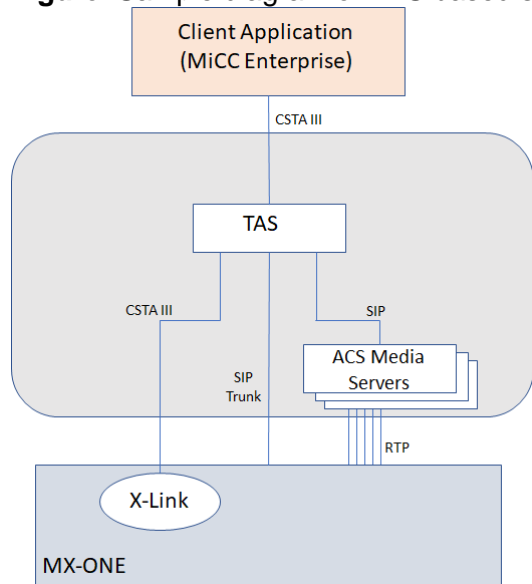 Client Application
(MiCC Enterprise)
CSTA III
TAS
CSTA III
SIP
ACS Media
Servers
SIP
Trunk
RTP
X-Link
MX-ONE